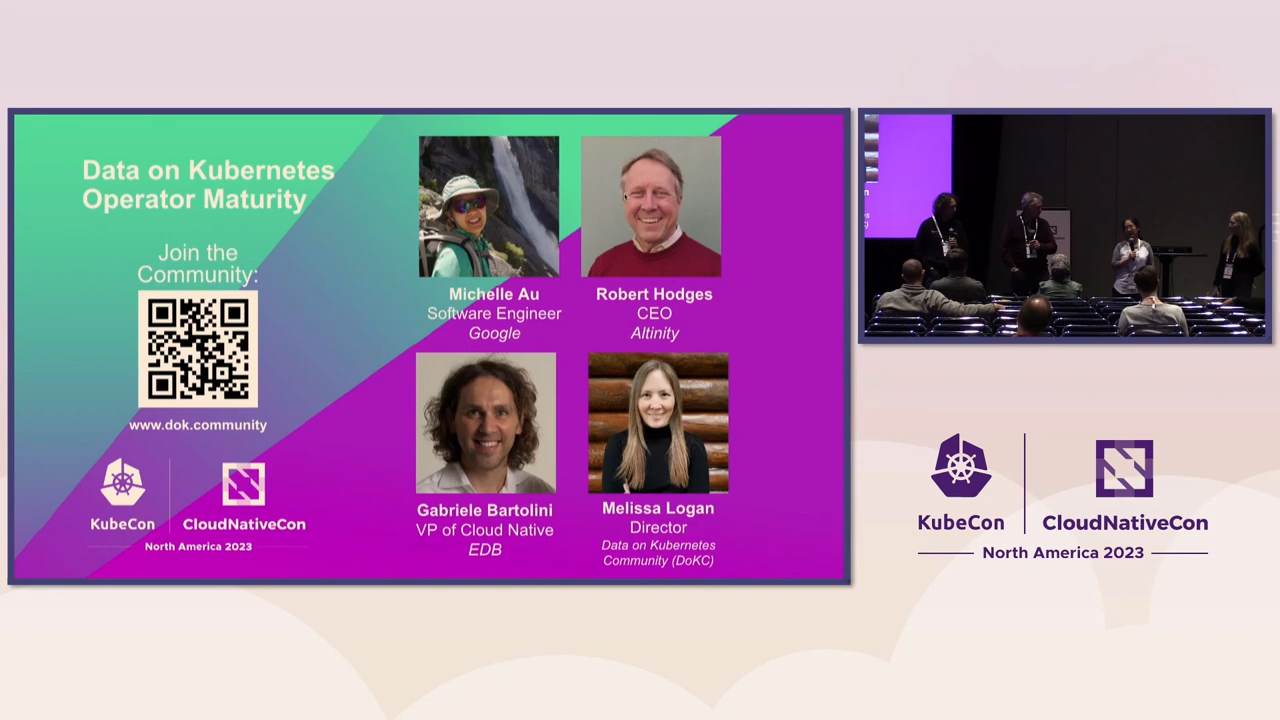 Data on Kubernetes
Operator Maturity
Join the
Community:
www.dok.community
KubeCon
CloudNativeCon
North America 2023
Michelle Au
Software Engineer
Google
Robert Hodges
CEO
Altinity
Gabriele Bartolini
VP of Cloud Native
EDB
Melissa Logan
Director
Data on Kubernetes
Community (DoKC)
KubeCon
CloudNativeCon
North America 2023